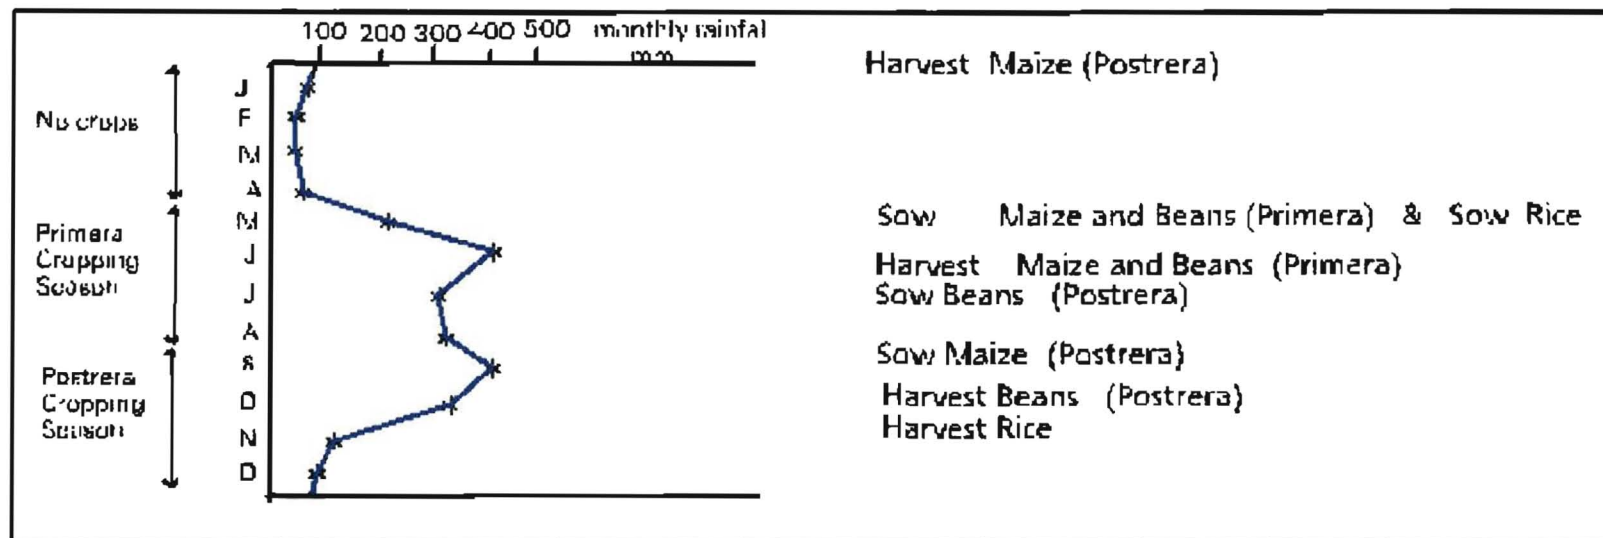 100 200 300 400 500 monthly rainfal
mm
Harvest Maize (Postrera)
J
F
No crops
M
A
M
Sow Maize and Beans (Primera) & Sow Rice
Primera
Cropping
Season
J
Harvest Maize and Beans (Primera)
J
Sow Beans (Postrera)
A
S
Sow Maize (Postrera)
Postrera
Cropping
Season
O
Harvest Beans (Postrera)
N
Harvest Rice
D